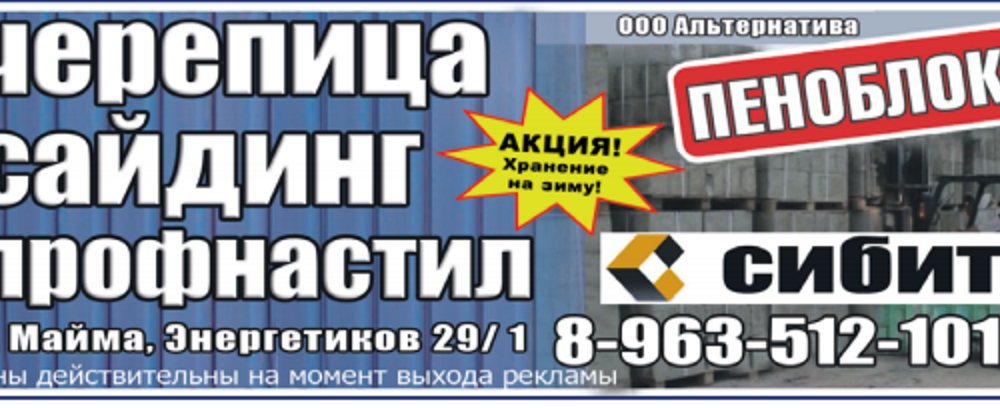 черепица
сайдинг
профнастил
Майма, Энергетиков 29/1
ны действительны на момент выхода рекламы
АКЦИЯ!
Хранение
на зиму!
ООО Альтернатива
ПЕНОБЛОК
сибит
8-963-512-101